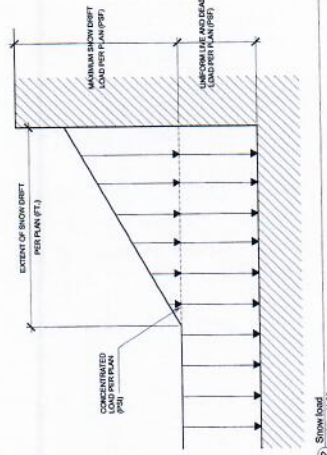 MAXIMUM SNOW DRIFT
LOAD PER PLAN (PSF)
UNIFORM LIVE AND DEAD
LOAD PER PLAN (PSF)
EXTENT OF SNOW DRIFT
PER PLAN (FT.)
CONCENTRATED
LOAD PER PLAN
(PSI)
Snow load